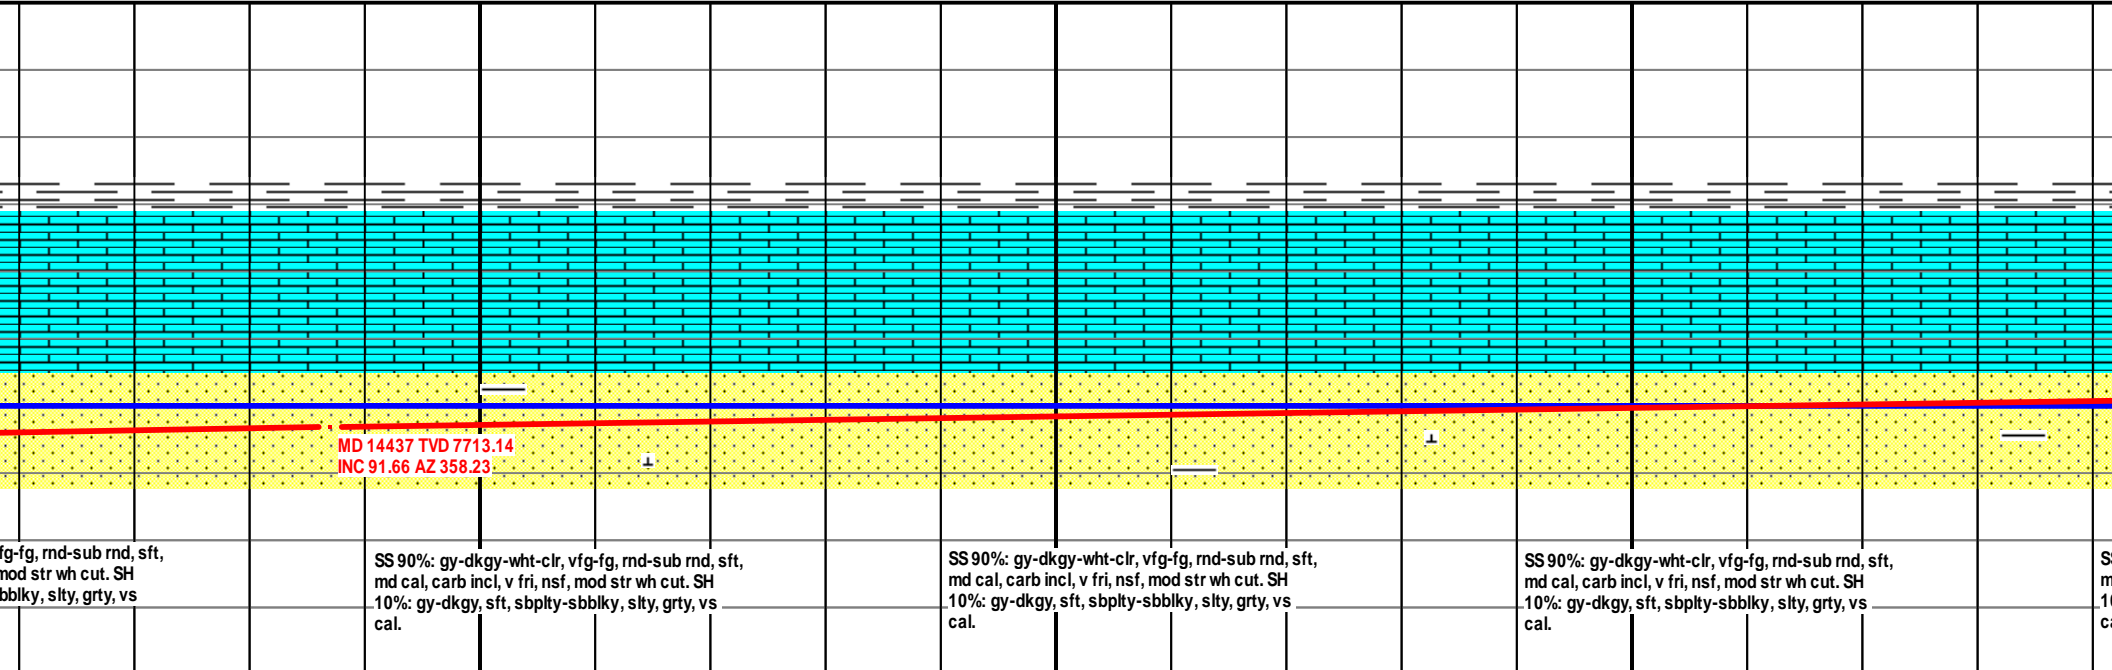 MD 14437 TVD 7713.14
INC 91.66 AZ 358.23
fg-fg, rnd-sub rnd, sft,
mod str wh cut. SH
bblky, slty, grty, vs
SS 90%: gy-dkgy-wht-clr, vfg-fg, rnd-sub rnd, sft,
md cal, carb incl, v fri, nsf, mod str wh cut. SH
10%: gy-dkgy, sft, sbplty-sbblky, slty, grty, vs
cal.
SS 90%: gy-dkgy-wht-clr, vfg-fg, rnd-sub rnd, sft,
md cal, carb incl, v fri, nsf, mod str wh cut. SH
10%: gy-dkgy, sft, sbplty-sbblky, slty, grty, vs
cal.
SS 90%: gy-dkgy-wht-clr, vfg-fg, rnd-sub rnd, sft,
md cal, carb incl, v fri, nsf, mod str wh cut. SH
10%: gy-dkgy, sft, sbplty-sbblky, slty, grty, vs
cal.